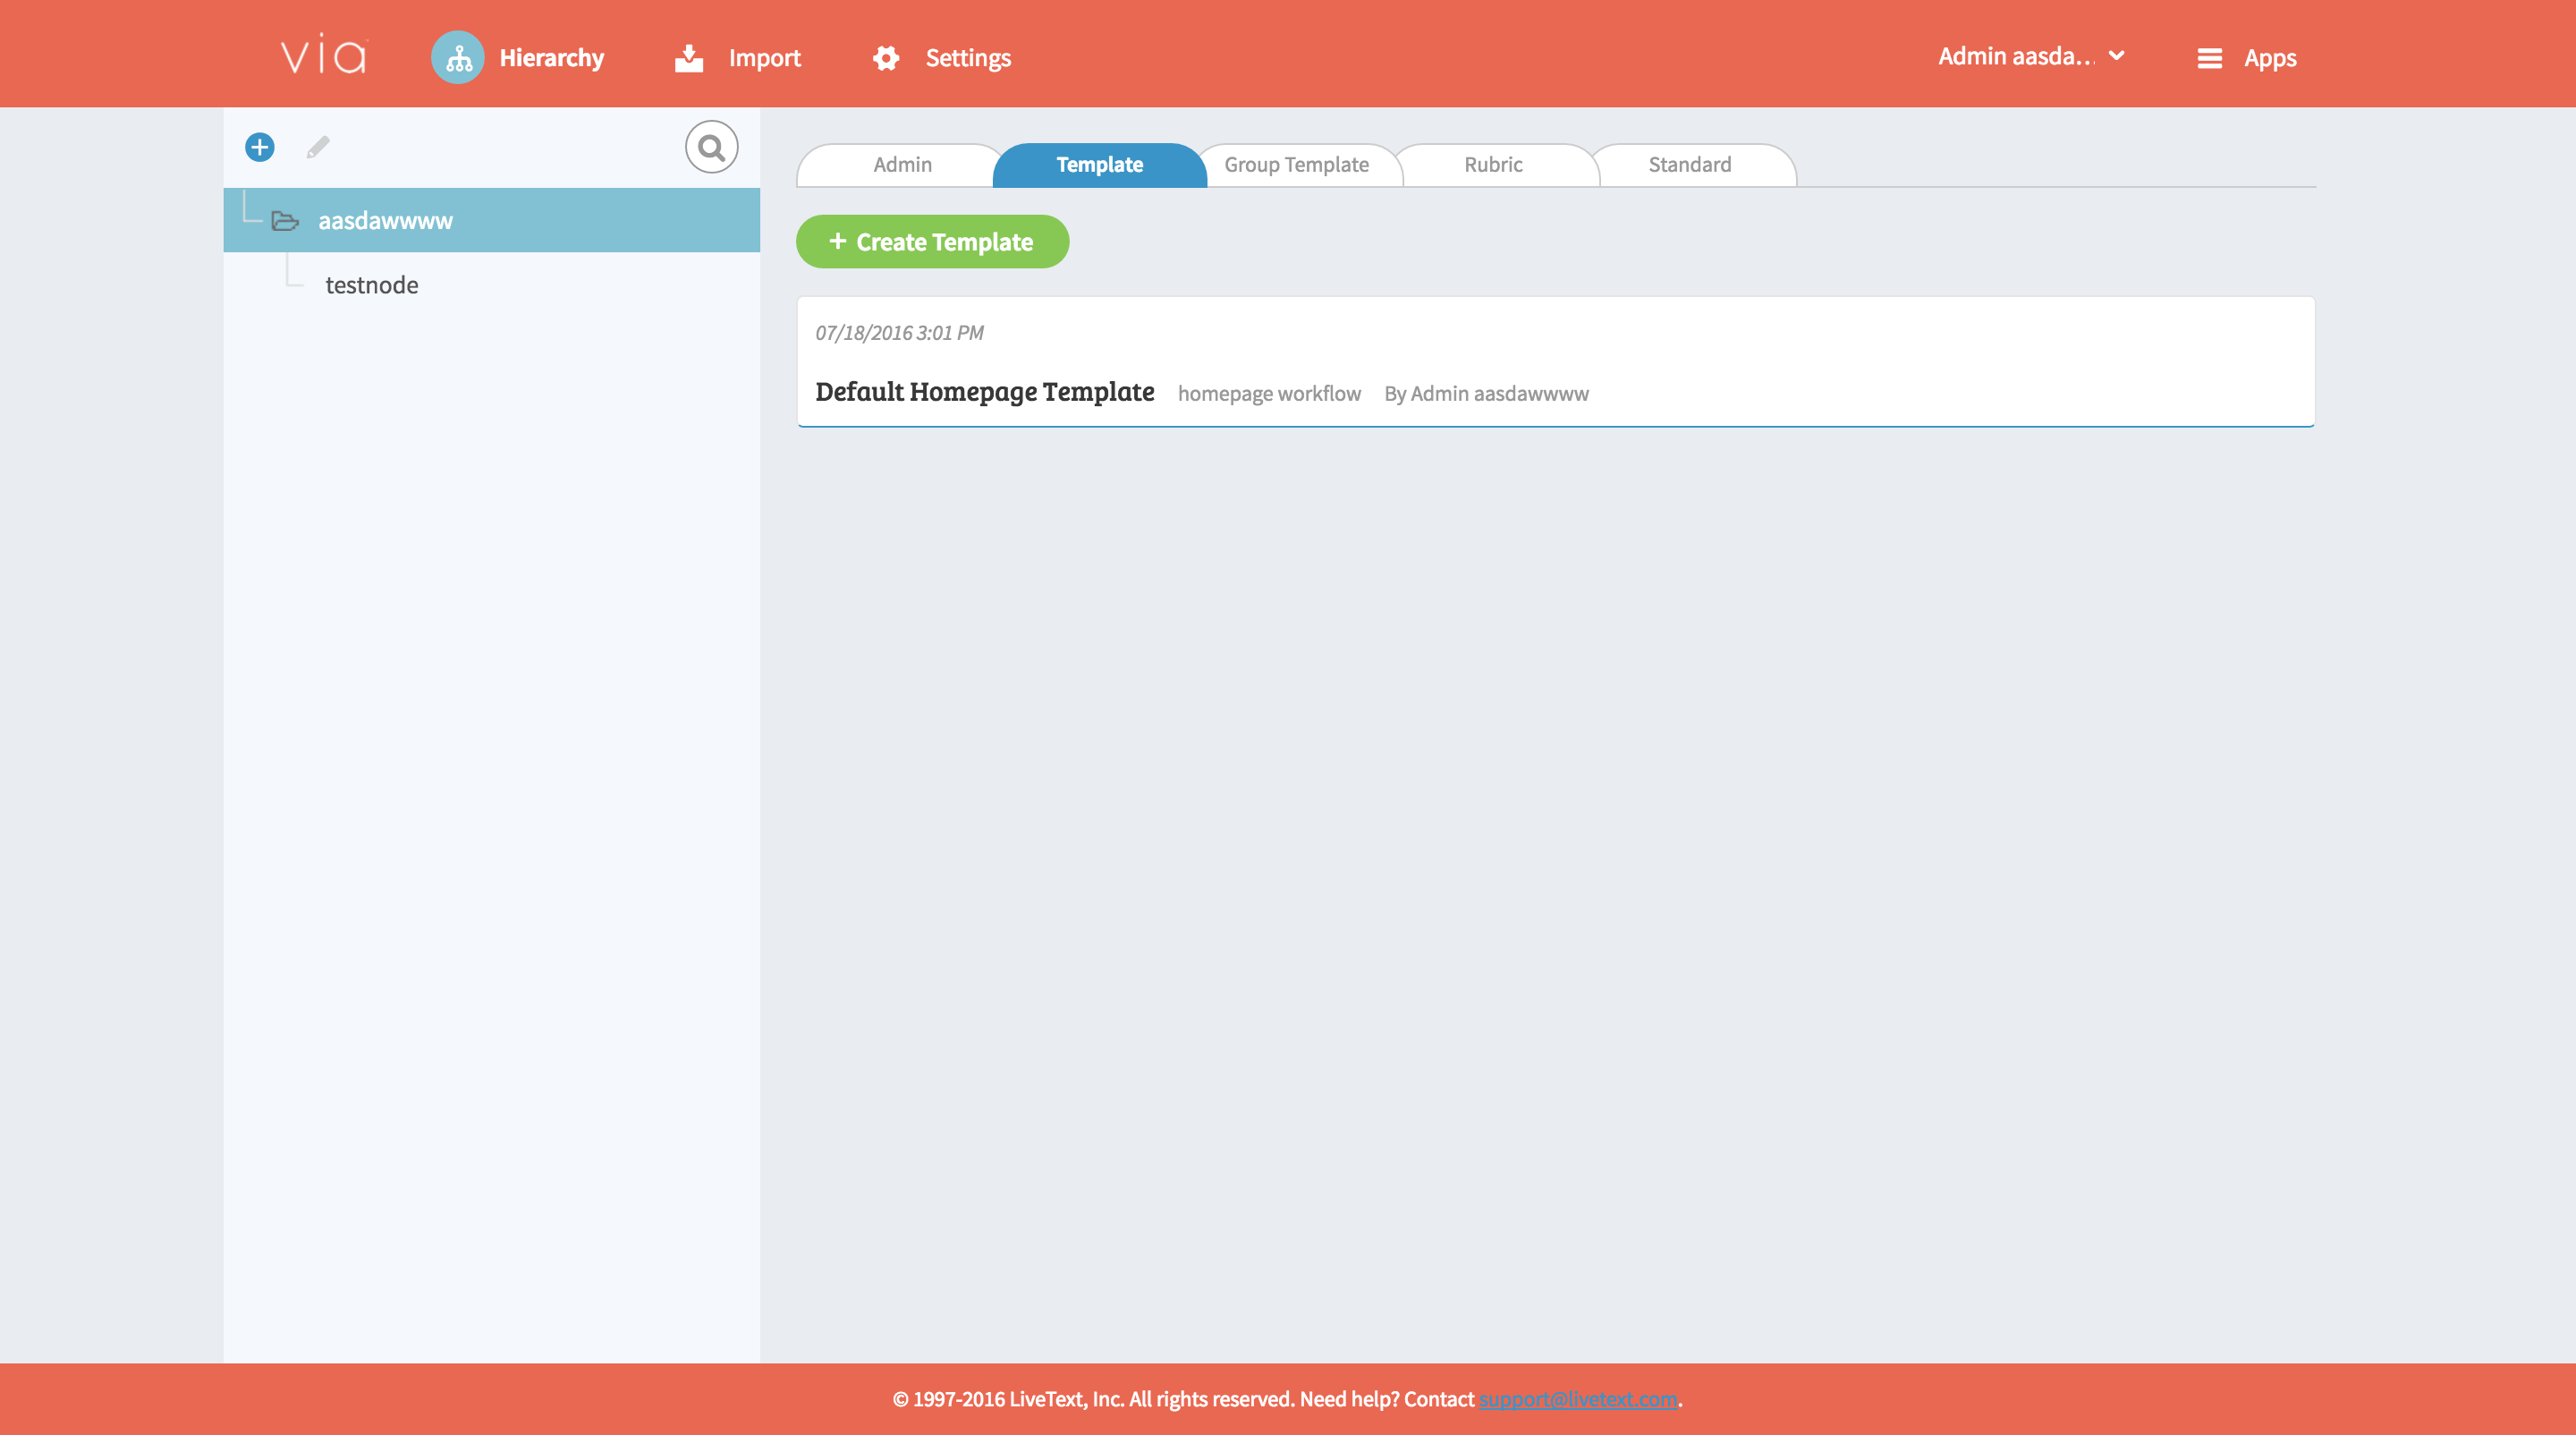 via Hierarchy Import Settings Admin aasda... Apps
Admin Template Group Template Rubric Standard
aasdawwww
+ Create Template
testnode
07/18/2016 3:01 PM
Default Homepage Template homepage workflow By Admin aasdawwww
© 1997-2016 LiveText, Inc. All rights reserved. Need help? Contact support@livetext.com.